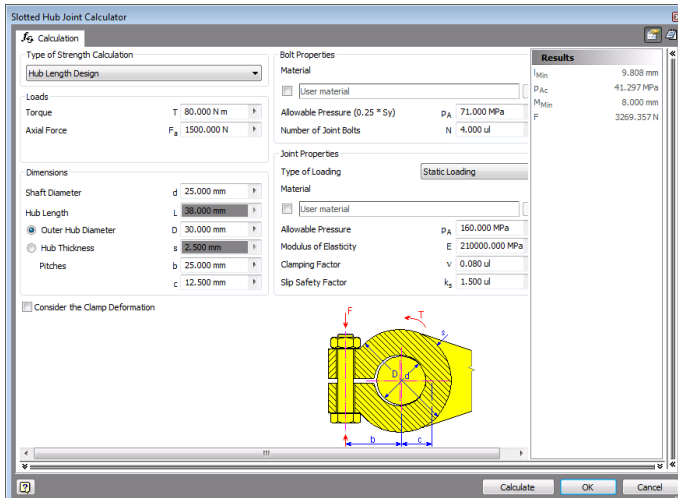 Slotted Hub Joint Calculator
fG Calculation
Type of Strength Calculation
Hub Length Design
Loads
Torque T 80.000 N m
Axial Force Fa 1500.000 N
Dimensions
Shaft Diameter d 25.000 mm
Hub Length L 38.000 mm
Outer Hub Diameter D 30.000 mm
Hub Thickness s 2.500 mm
Pitches b 25.000 mm
c 12.500 mm
Consider the Clamp Deformation
Bolt Properties
Material
User material
Allowable Pressure (0.25 * Sy) pA 71.000 MPa
Number of Joint Bolts N 4.000 ul
Joint Properties
Type of Loading Static Loading
Material
User material
Allowable Pressure pA 160.000 MPa
Modulus of Elasticity E 210000.000 MPa
Clamping Factor v 0.080 ul
Slip Safety Factor ks 1.500 ul
F
T
s
D
d
b
c
Results
lMin 9.808 mm
pAc 41.297 MPa
MMin 8.000 mm
F 3269.357 N
?
Calculate
OK
Cancel